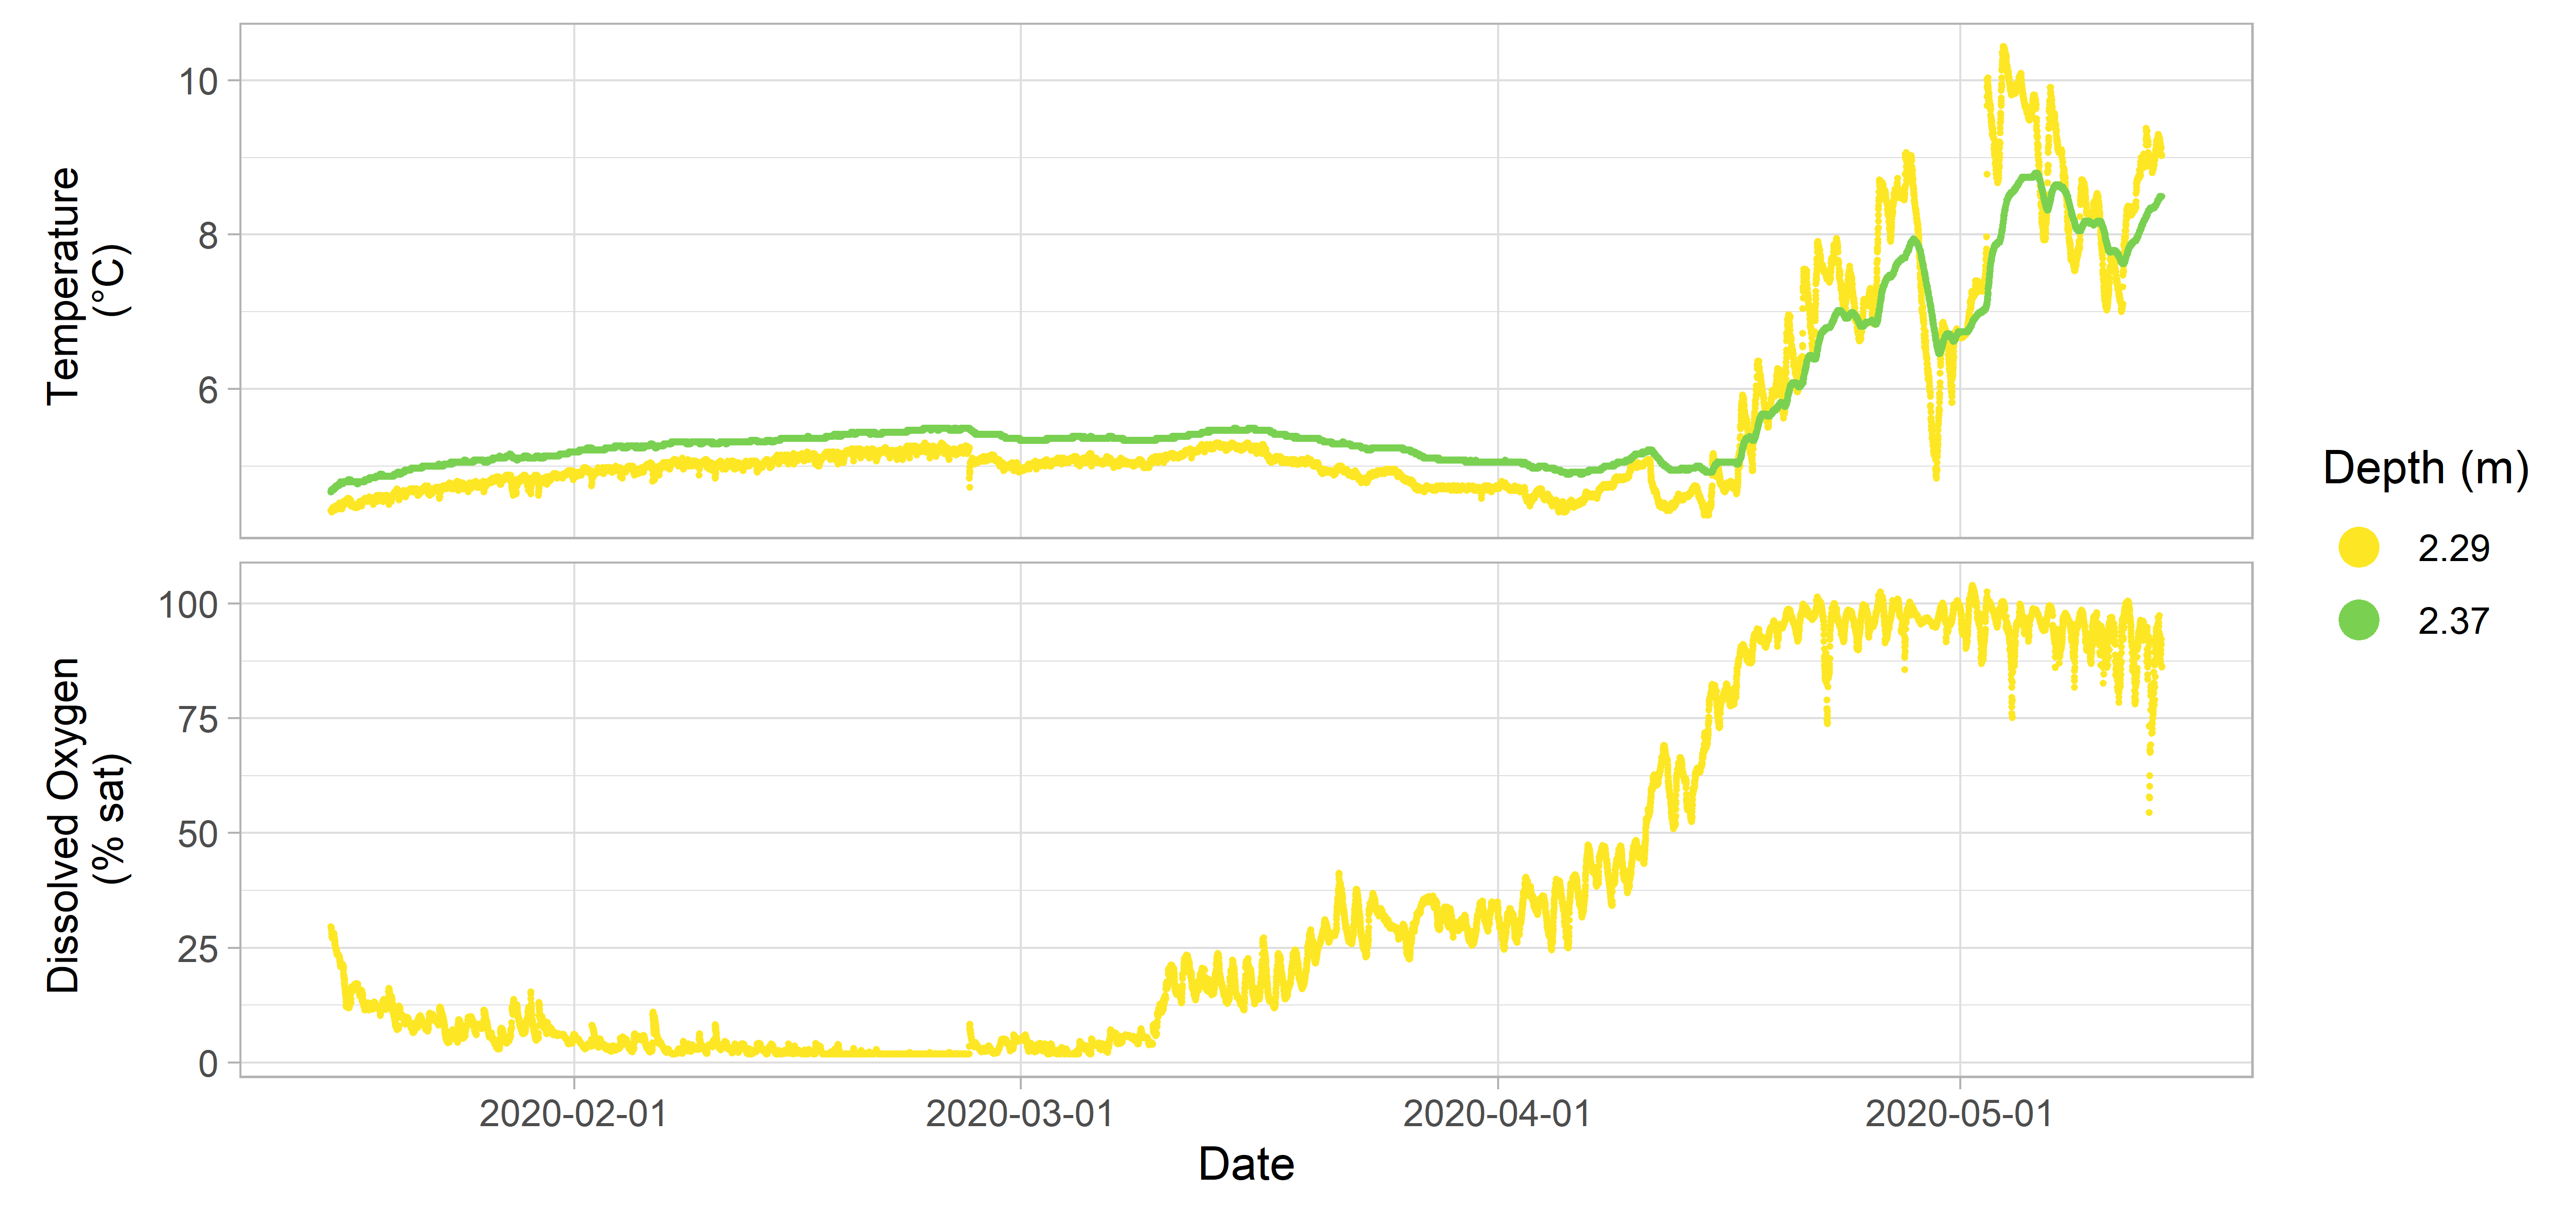 Temperature
(°C)
10
8
6
Dissolved Oxygen
(% sat)
100
75
50
25
0
2020-02-01
2020-03-01
2020-04-01
2020-05-01
Date
Depth (m)
2.29
2.37